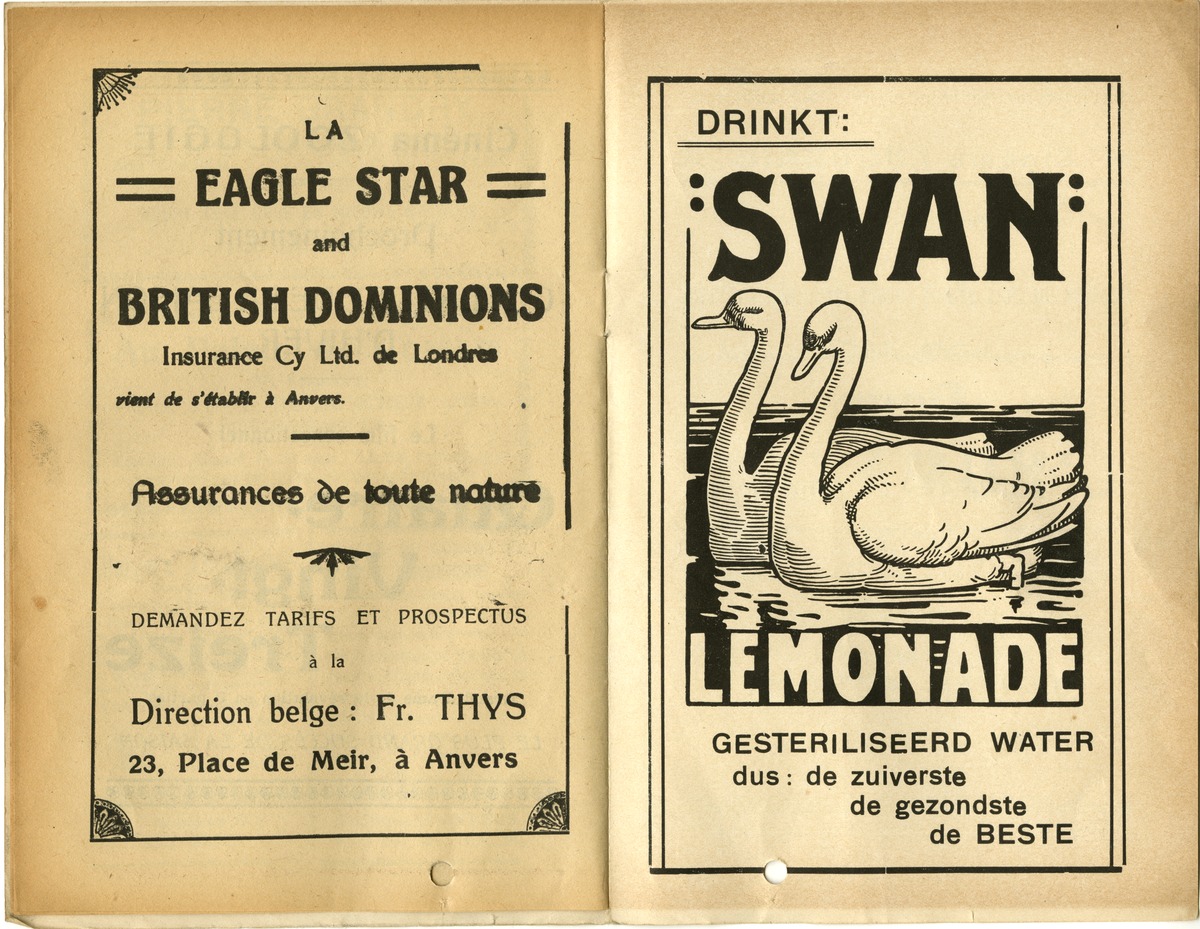 LA
EAGLE STAR
and
BRITISH DOMINIONS
Insurance Cy Ltd. de Londres
vient de s'établir à Anvers.
Assurances de toute nature
DEMANDEZ TARIFS ET PROSPECTUS
à la
Direction belge : Fr. THYS
23, Place de Meir, à Anvers
DRINKT:
SWAN
LEMONADE
GESTERILISEERD WATER
dus : de zuiverste
de gezondste
de BESTE